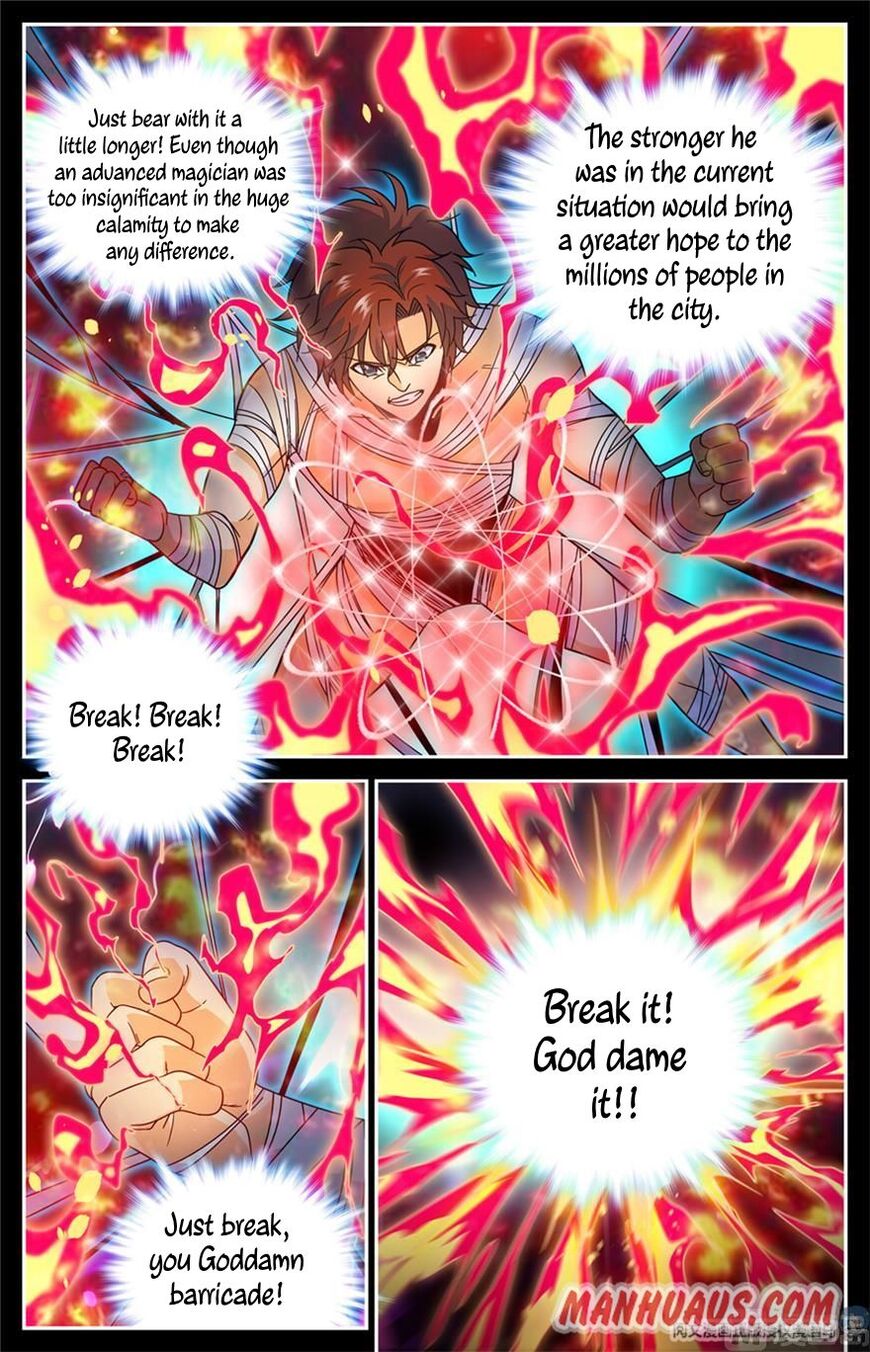 Just bear with it a
little longer! Even though
an advanced magician was
too insignificant in the huge
calamity to make
any difference.
The stronger he
was in the current
situation would bring
a greater hope to the
millions of people in
the city.
Break! Break!
Break!
Just break,
you Goddamn
barricade!
Break it!
God dame
it!!
MANHUAUS.COM